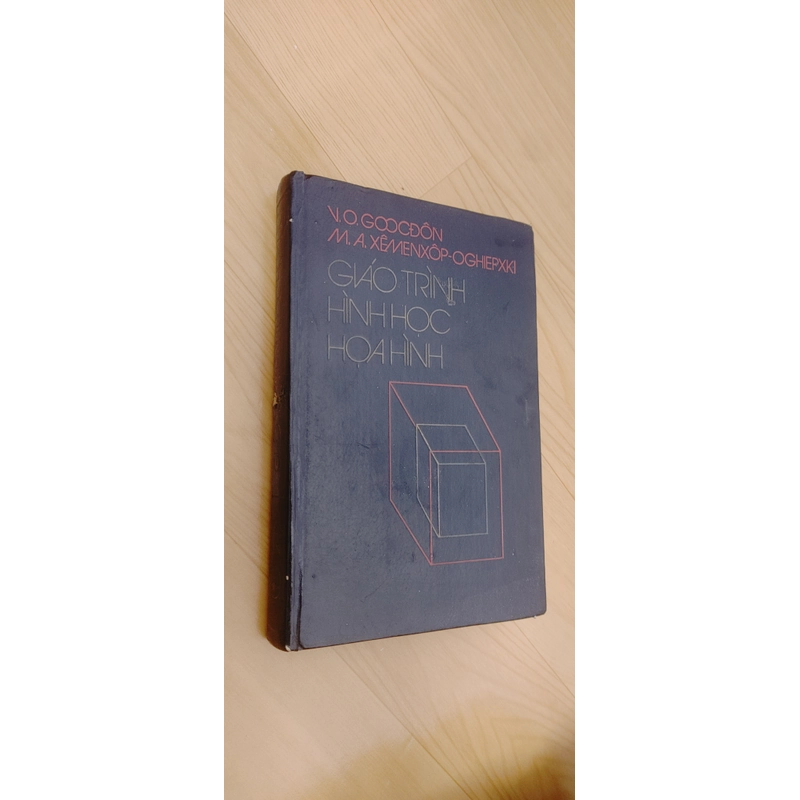 V. O. GOOCĐÔN
M. A. XÊMENXÔP-OGHIEPXKI
GIÁO TRÌNH
HÌNH HỌC
HỌA HÌNH